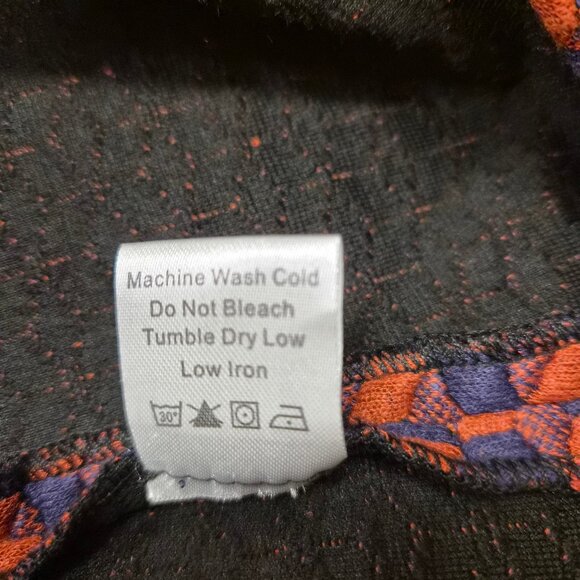 Machine Wash Cold
Do Not Bleach
Tumble Dry Low
Low Iron
30°